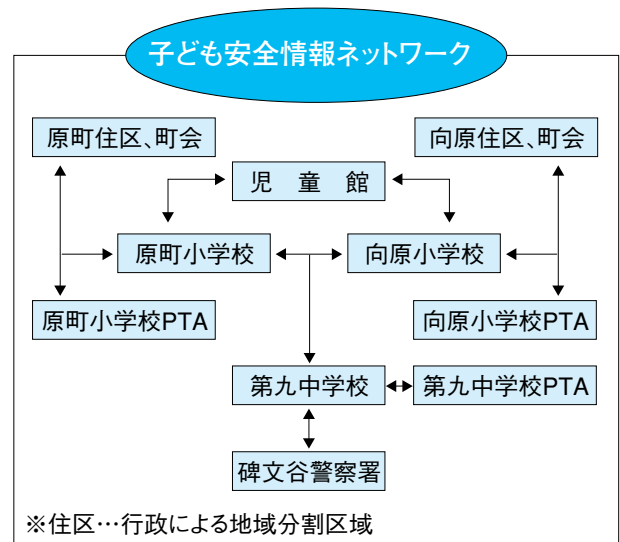 子ども安全情報ネットワーク
原町住区、町会
向原住区、町会
児　童　館
原町小学校
向原小学校
原町小学校PTA
向原小学校PTA
第九中学校
第九中学校PTA
碑文谷警察署
※住区…行政による地域分割区域